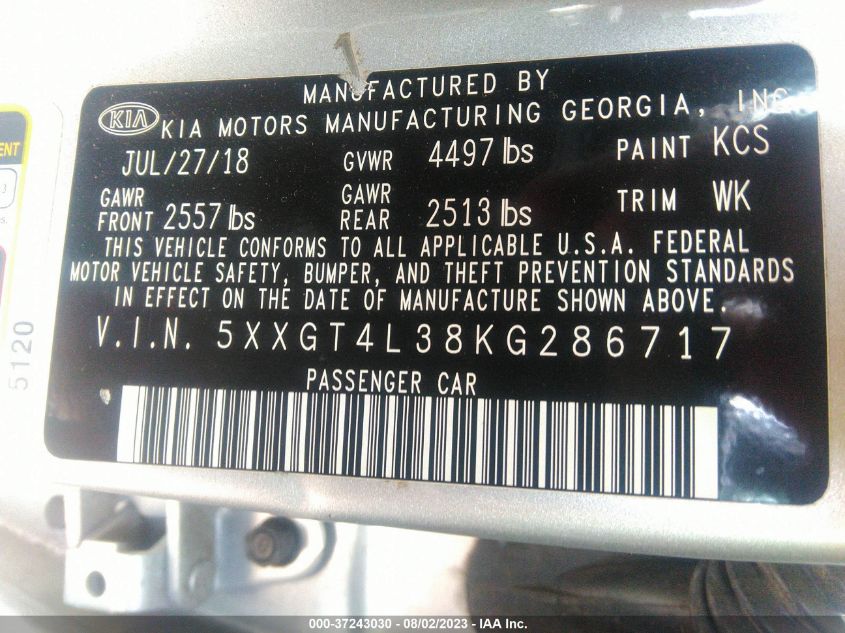 MANUFACTURED BY
KIA KIA MOTORS MANUFACTURING GEORGIA, INC.
JUL/27/18 GVWR 4497 lbs PAINT KCS
GAWR FRONT 2557 lbs GAWR REAR 2513 lbs TRIM WK
THIS VEHICLE CONFORMS TO ALL APPLICABLE U.S.A. FEDERAL
MOTOR VEHICLE SAFETY, BUMPER, AND THEFT PREVENTION STANDARDS
IN EFFECT ON THE DATE OF MANUFACTURE SHOWN ABOVE.
V.I.N. 5XXGT4L38KG286717
PASSENGER CAR
5120
000-37243030 - 08/02/2023 - IAA Inc.